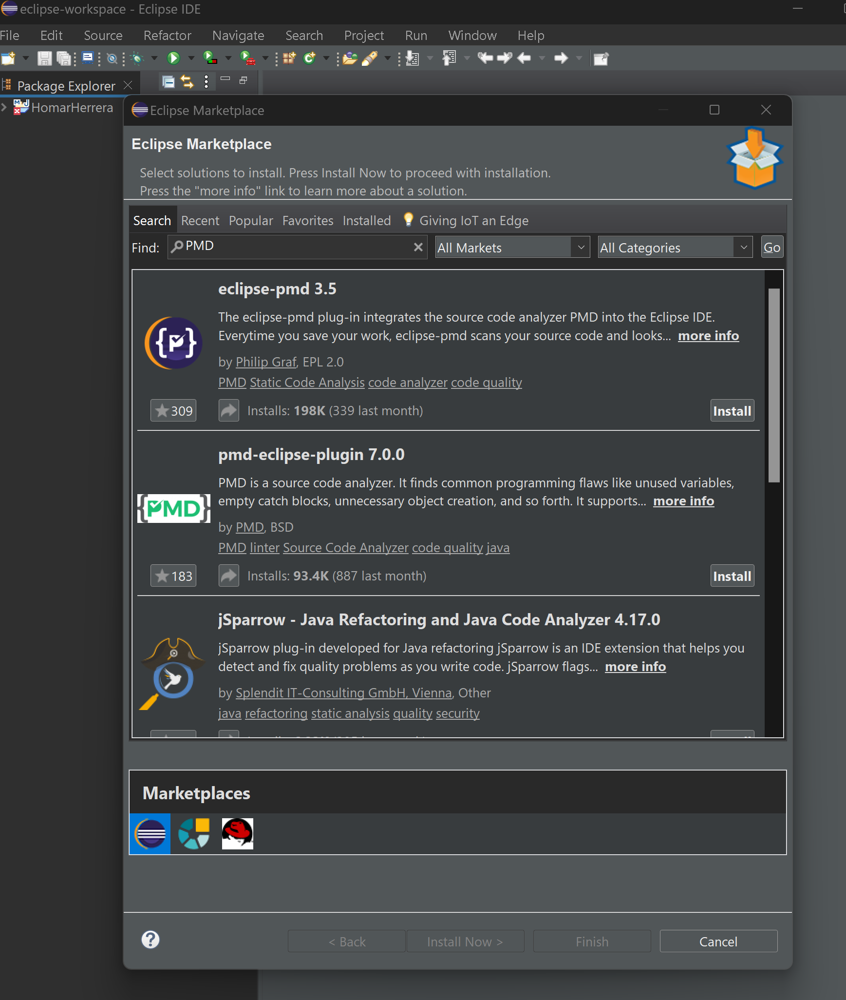 eclipse-workspace - Eclipse IDE
File Edit Source Refactor Navigate Search Project Run Window Help
Package Explorer
HomarHerrera
Eclipse Marketplace
Eclipse Marketplace
Select solutions to install. Press Install Now to proceed with installation.
Press the "more info" link to learn more about a solution.
Search Recent Popular Favorites Installed Giving IoT an Edge
Find: PMD All Markets All Categories Go
eclipse-pmd 3.5
The eclipse-pmd plug-in integrates the source code analyzer PMD into the Eclipse IDE.
Everytime you save your work, eclipse-pmd scans your source code and looks... more info
by Philip Graf, EPL 2.0
PMD Static Code Analysis code analyzer code quality
309 Installs: 198K (339 last month) Install
pmd-eclipse-plugin 7.0.0
PMD is a source code analyzer. It finds common programming flaws like unused variables,
empty catch blocks, unnecessary object creation, and so forth. It supports... more info
{PMD}
by PMD, BSD
PMD linter Source Code Analyzer code quality java
183 Installs: 93.4K (887 last month) Install
jSparrow - Java Refactoring and Java Code Analyzer 4.17.0
jSparrow plug-in developed for Java refactoring jSparrow is an IDE extension that helps you
detect and fix quality problems as you write code. jSparrow flags... more info
by Splendit IT-Consulting GmbH, Vienna, Other
java refactoring static analysis quality security
Marketplaces
< Back Install Now > Finish Cancel